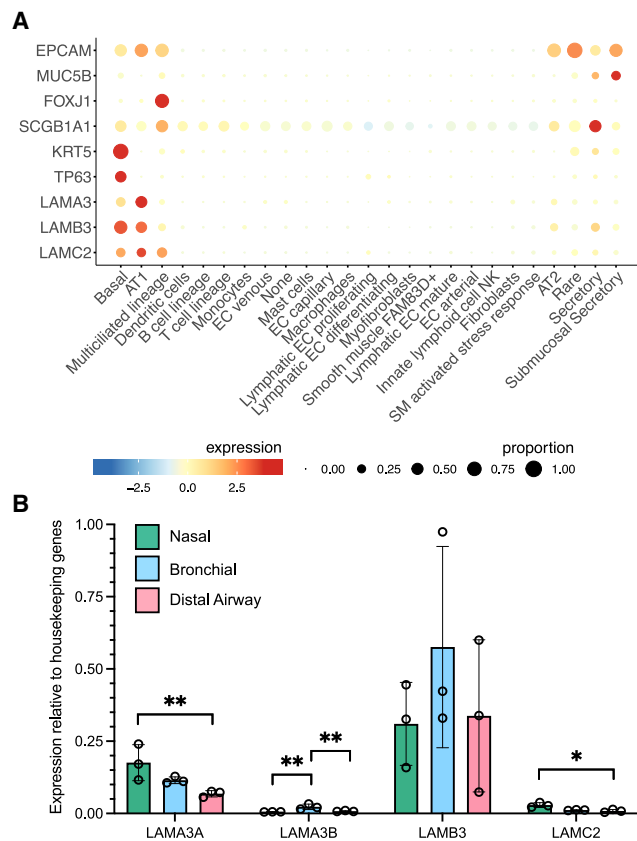 A
EPCAM
MUC5B
FOXJ1
SCGB1A1
KRT5
TP63
LAMA3
LAMB3
LAMC2
Basal
AT1
Multiciliated lineage
Dendritic cells
B cell lineage
T cell lineage
Monocytes
EC venous
None
Mast cells
EC capillary
Macrophages
Lymphatic EC proliferating
Lymphatic EC differentiating
Myofibroblasts
Smooth muscle FAM83D+
Lymphatic EC mature
EC arterial
Innate lymphoid cell NK
Fibroblasts
SM activated stress response
AT2
Rare
Secretory
Submucosal Secretory
expression
−2.5 0.0 2.5
proportion
0.00 0.25 0.50 0.75 1.00
B
Expression relative to housekeeping genes
1.00
0.75
0.50
0.25
0.00
Nasal
Bronchial
Distal Airway
**
**
**
*
LAMA3A LAMA3B LAMB3 LAMC2